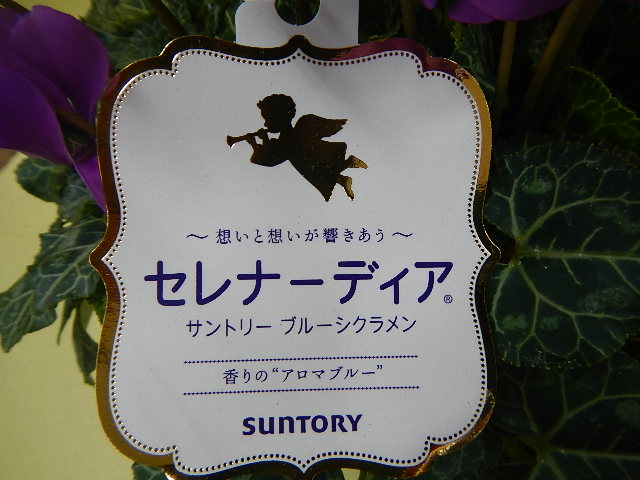 ～ 想いと想いが響きあう ～
セレナーディア®
サントリー ブルーシクラメン
香りの“アロマブルー”
SUNTORY